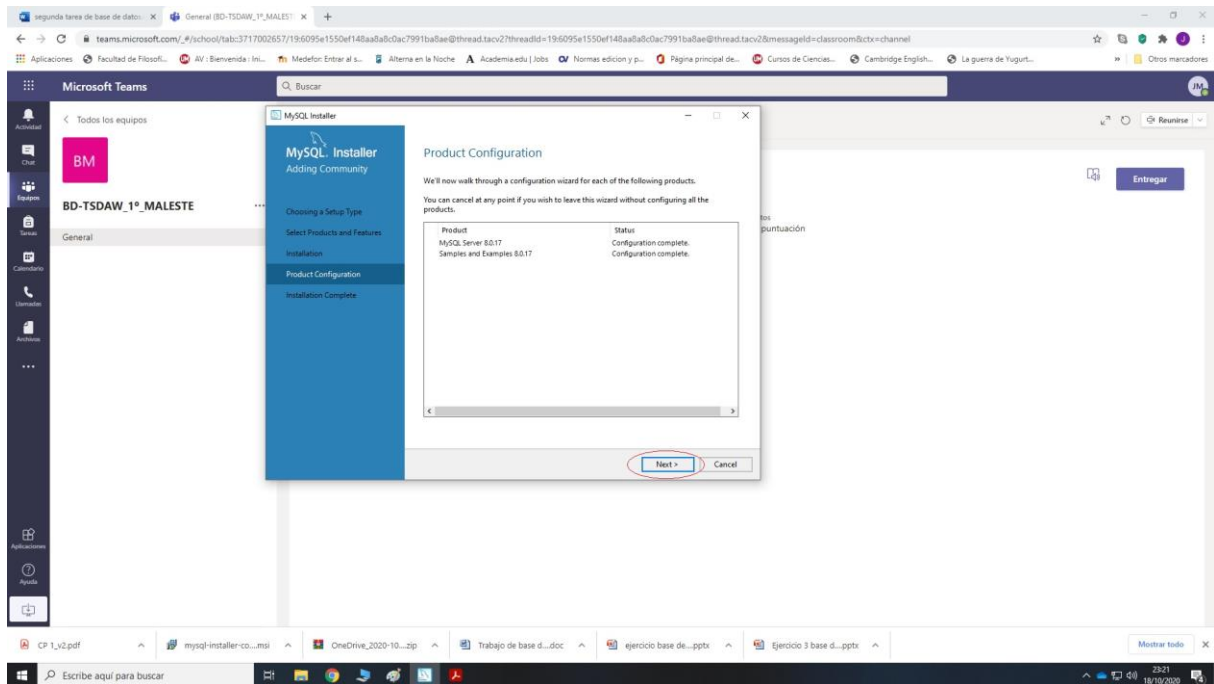 segunda tarea de base de datos
General (BD-TSDAW_1º_MALEST
teams.microsoft.com/_#/school/tab::3717002657/19:6095e1550ef148aa8a8c0ac7991ba8ae@thread.tacv2?threadId=19:6095e1550ef148aa8a8c0ac7991ba8ae@thread.tacv2&messageId=classroom&ctx=channel
Aplicaciones
Facultad de Filosofí...
AV : Bienvenida : Ini...
Medefor: Entrar al s...
Alterna en la Noche
Academia.edu | Jobs
Normas edicion y p...
Página principal de...
Cursos de Ciencias...
Cambridge English...
La guerra de Yugurt...
»
Otros marcadores
Microsoft Teams
Buscar
JM
Actividad
Chat
Equipos
Tareas
Calendario
Llamadas
Archivos
...
Aplicaciones
Ayuda
< Todos los equipos
BM
BD-TSDAW_1º_MALESTE
...
General
Reunirse
Entregar
puntuación
MySQL Installer
MySQL. Installer
Adding Community
Choosing a Setup Type
Select Products and Features
Installation
Product Configuration
Installation Complete
Product Configuration
We'll now walk through a configuration wizard for each of the following products.
You can cancel at any point if you wish to leave this wizard without configuring all the
products.
Product Status
MySQL Server 8.0.17 Configuration complete.
Samples and Examples 8.0.17 Configuration complete.
Next >
Cancel
CP 1_v2.pdf
mysql-installer-co....msi
OneDrive_2020-10....zip
Trabajo de base d....doc
ejercicio base de....pptx
Ejercicio 3 base d....pptx
Mostrar todo
Escribe aquí para buscar
23:21
18/10/2020